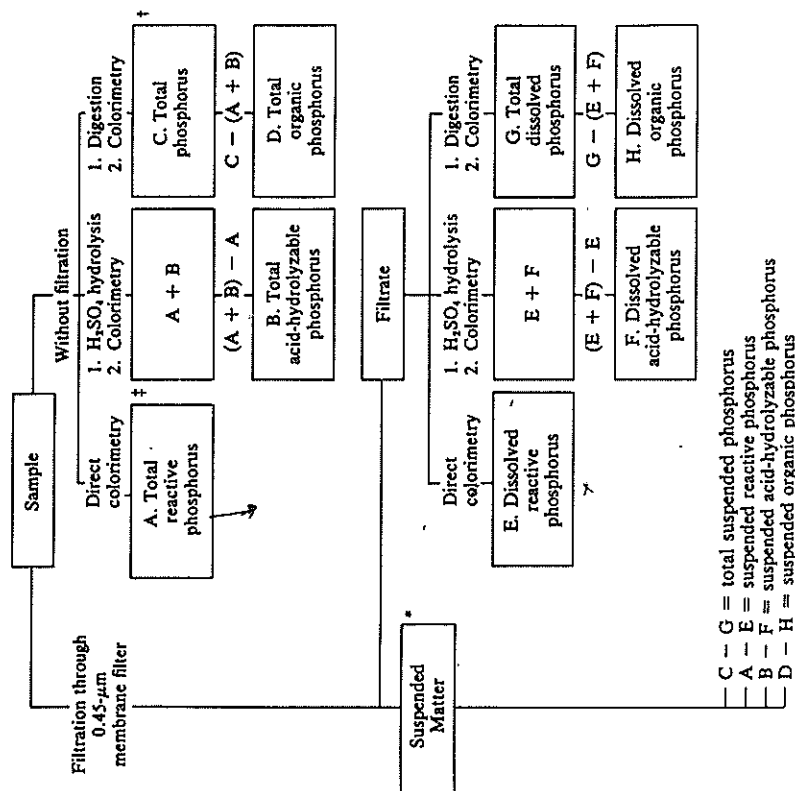 Sample
Filtration through
0.45-μm
membrane filter
Without filtration
Direct
colorimetry
1. H₂SO₄ hydrolysis
2. Colorimetry
1. Digestion
2. Colorimetry
‡
†
A. Total
reactive
phosphorus
A + B
C. Total
phosphorus
(A + B) − A
C − (A + B)
B. Total
acid-hydrolyzable
phosphorus
D. Total
organic
phosphorus
Filtrate
*
Suspended
Matter
Direct
colorimetry
1. H₂SO₄ hydrolysis
2. Colorimetry
1. Digestion
2. Colorimetry
E. Dissolved
reactive
phosphorus
E + F
G. Total
dissolved
phosphorus
(E + F) − E
G − (E + F)
F. Dissolved
acid-hydrolyzable
phosphorus
H. Dissolved
organic
phosphorus
C − G = total suspended phosphorus
A − E = suspended reactive phosphorus
B − F = suspended acid-hydrolyzable phosphorus
D − H = suspended organic phosphorus